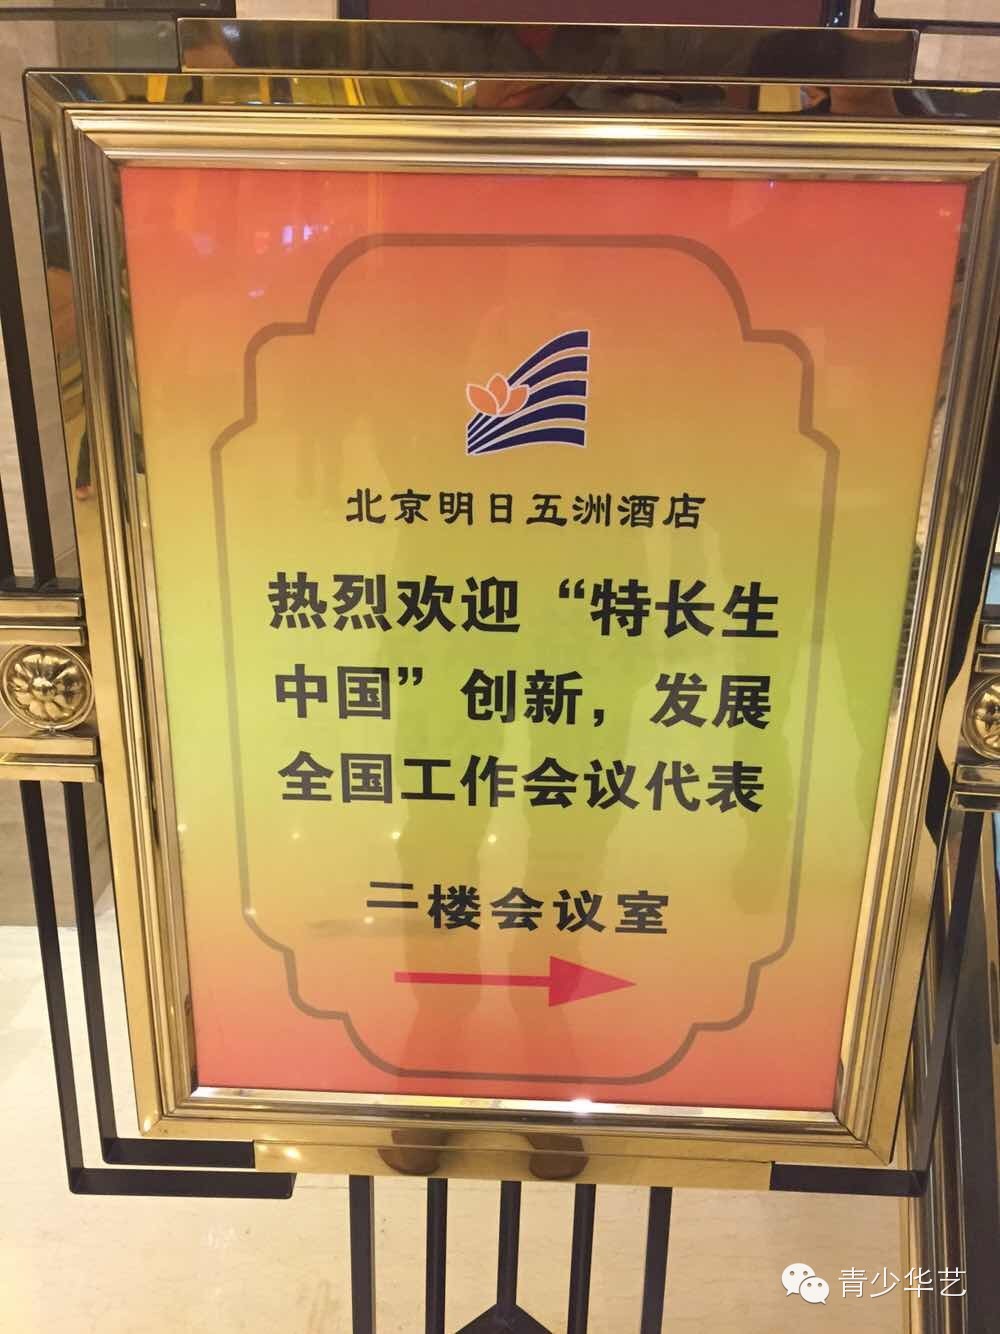 北京明日五洲酒店
热烈欢迎“特长生
中国”创新，发展
全国工作会议代表
二楼会议室
青少华艺